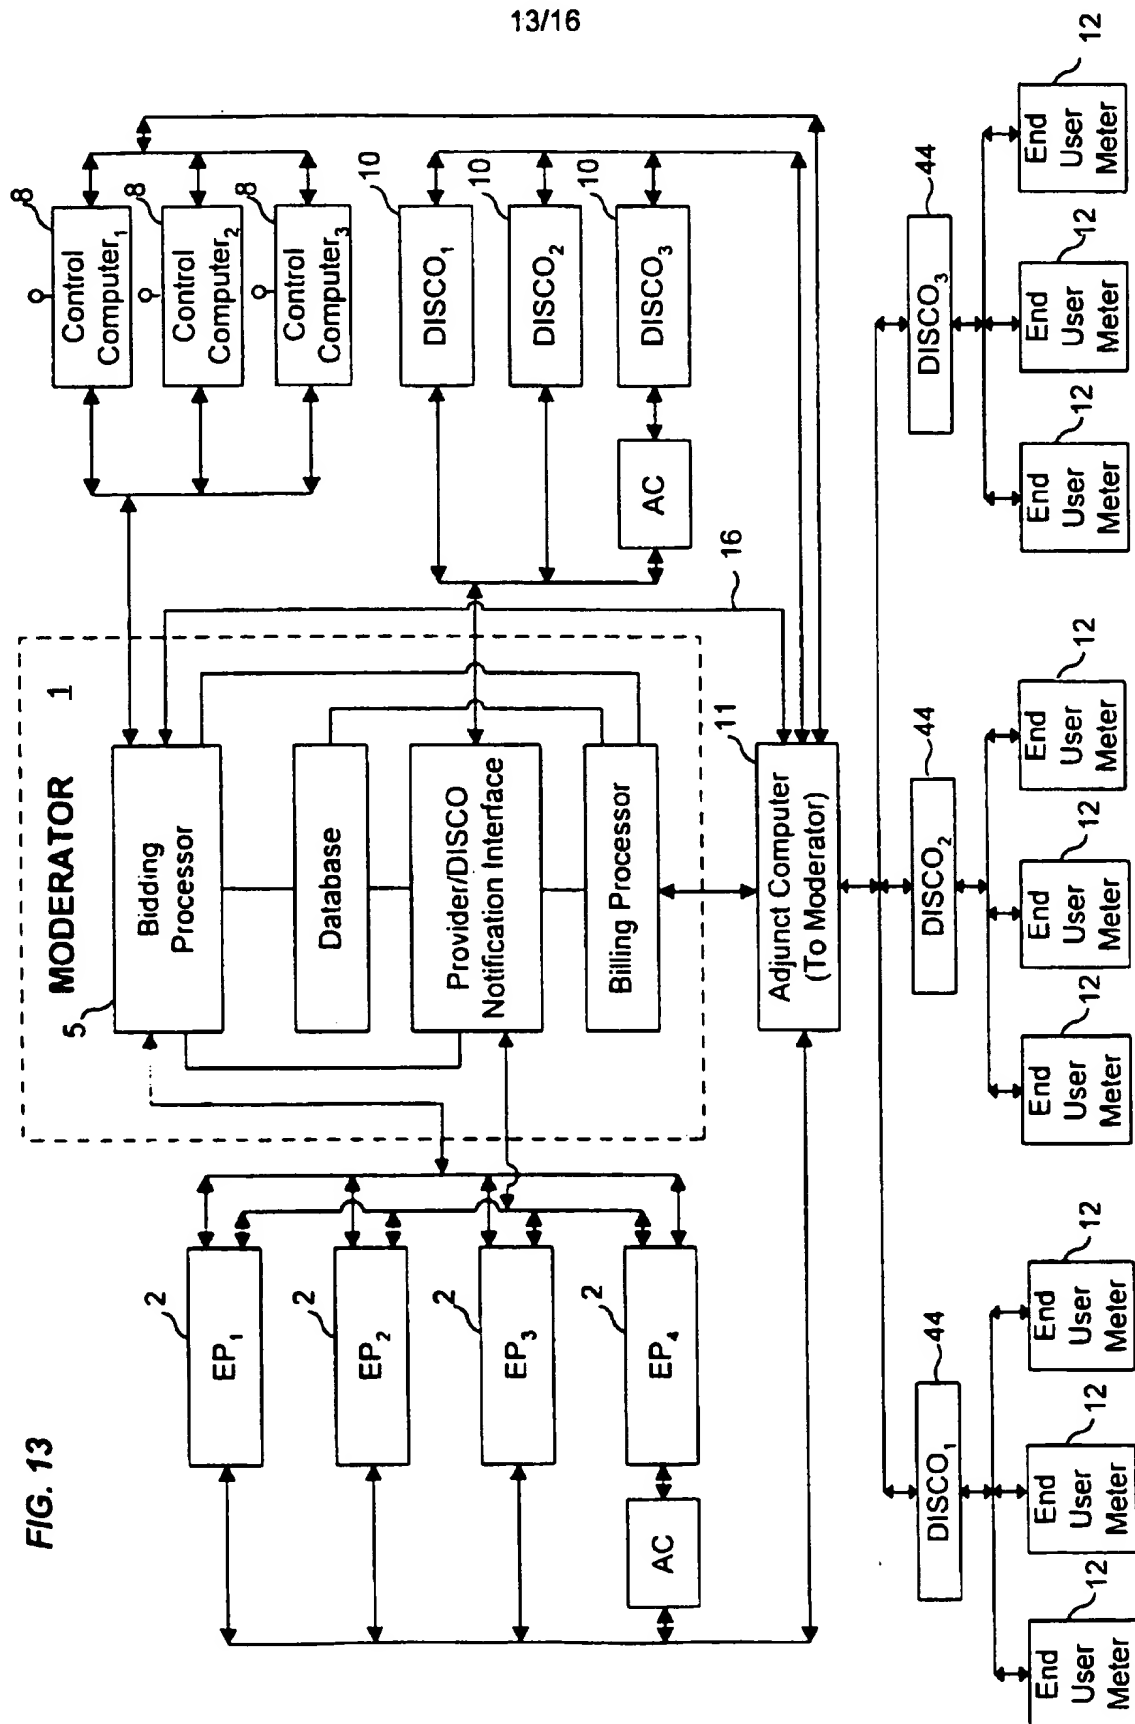 13/16
FIG. 13
MODERATOR
1
5
Bidding
Processor
Database
Provider/DISCO
Notification Interface
Billing Processor
2
EP1
2
EP2
2
EP3
2
EP4
AC
8
Control
Computer1
8
Control
Computer2
8
Control
Computer3
10
DISCO1
10
DISCO2
10
DISCO3
AC
16
11
Adjunct Computer
(To Moderator)
44
DISCO1
44
DISCO2
44
DISCO3
12
End
User
Meter
12
End
User
Meter
12
End
User
Meter
12
End
User
Meter
12
End
User
Meter
12
End
User
Meter
12
End
User
Meter
12
End
User
Meter
12
End
User
Meter